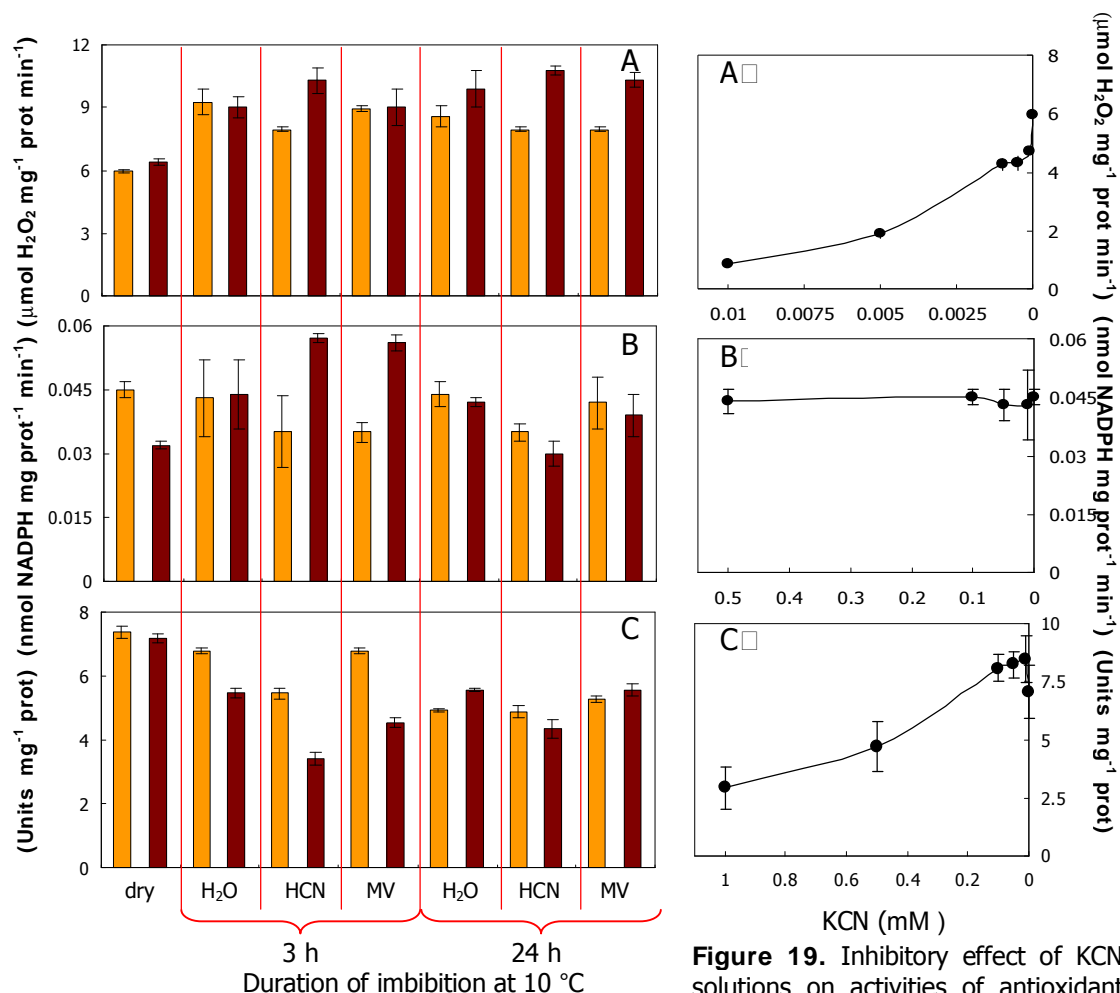 (µmol H₂O₂ mg⁻¹ prot min⁻¹)
12
9
6
3
0
A
(nmol NADPH mg prot⁻¹ min⁻¹)
0.06
0.045
0.03
0.015
0
B
(Units mg⁻¹ prot)
8
6
4
2
0
C
dry H₂O HCN MV H₂O HCN MV
3 h 24 h
Duration of imbibition at 10 °C
A
(µmol H₂O₂ mg⁻¹ prot min⁻¹)
8
6
4
2
0
0.01 0.0075 0.005 0.0025 0
B
(nmol NADPH mg prot⁻¹ min⁻¹)
0.06
0.045
0.03
0.015
0
0.5 0.4 0.3 0.2 0.1 0
C
(Units mg⁻¹ prot)
10
7.5
5
2.5
0
1 0.8 0.6 0.4 0.2 0
KCN (mM )
Figure 19. Inhibitory effect of KCN
solutions on activities of antioxidant